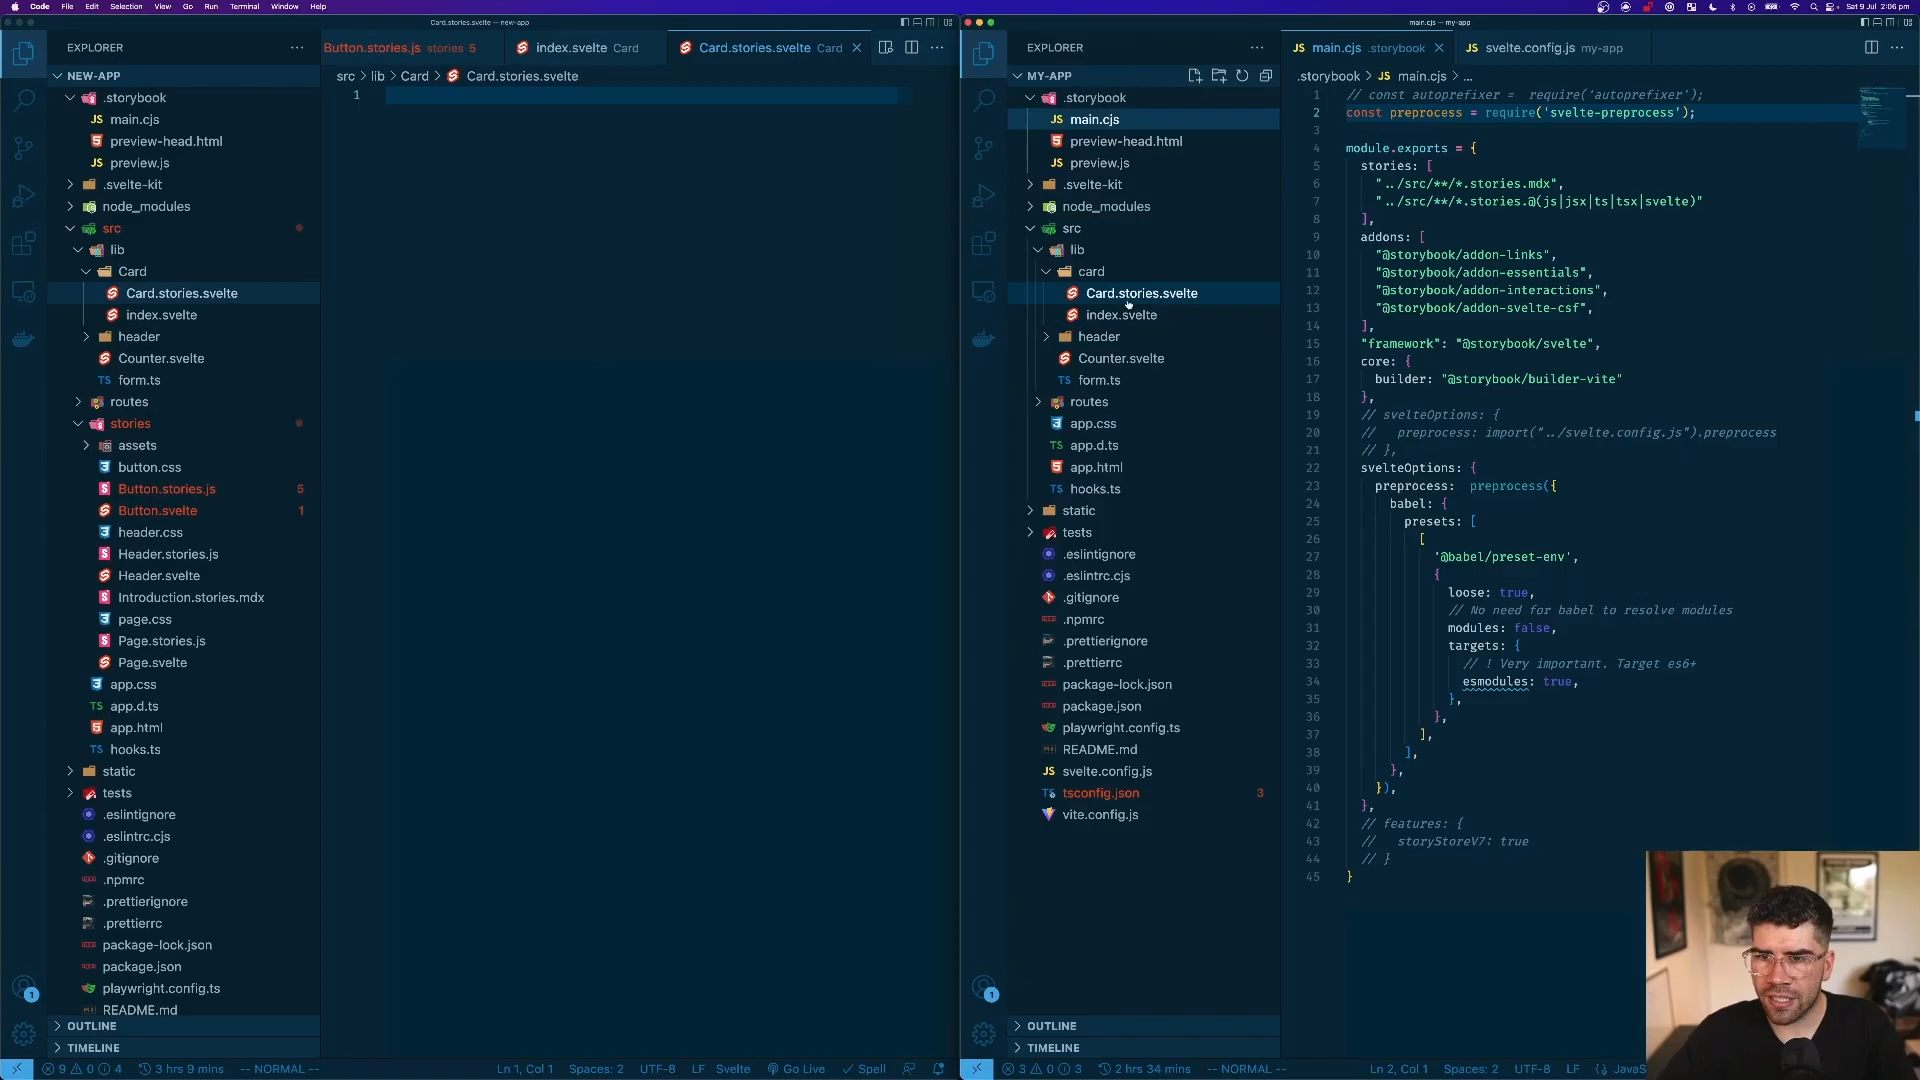 Code File Edit Selection View Go Run Terminal Window Help
Sat 9 Jul 2:06 pm
Card.stories.svelte — new-app
EXPLORER
Button.stories.js stories 5
index.svelte Card
Card.stories.svelte Card
NEW-APP
src > lib > Card > Card.stories.svelte
1
.storybook
main.cjs
preview-head.html
preview.js
.svelte-kit
node_modules
src
lib
Card
Card.stories.svelte
index.svelte
header
Counter.svelte
form.ts
routes
stories
assets
button.css
Button.stories.js 5
Button.svelte 1
header.css
Header.stories.js
Header.svelte
Introduction.stories.mdx
page.css
Page.stories.js
Page.svelte
app.css
app.d.ts
app.html
hooks.ts
static
tests
.eslintignore
.eslintrc.cjs
.gitignore
.npmrc
.prettierignore
.prettierrc
package-lock.json
package.json
playwright.config.ts
README.md
OUTLINE
TIMELINE
1
9 0 4 3 hrs 9 mins -- NORMAL -- Ln 1, Col 1 Spaces: 2 UTF-8 LF Svelte Go Live Spell
main.cjs — my-app
EXPLORER
main.cjs .storybook
svelte.config.js my-app
MY-APP
.storybook > JS main.cjs > ...
.storybook
main.cjs
preview-head.html
preview.js
.svelte-kit
node_modules
src
lib
card
Card.stories.svelte
index.svelte
header
Counter.svelte
form.ts
routes
app.css
app.d.ts
app.html
hooks.ts
static
tests
.eslintignore
.eslintrc.cjs
.gitignore
.npmrc
.prettierignore
.prettierrc
package-lock.json
package.json
playwright.config.ts
README.md
svelte.config.js
tsconfig.json 3
vite.config.js
OUTLINE
TIMELINE
1
1 // const autoprefixer = require('autoprefixer');
2 const preprocess = require('svelte-preprocess');
3
4 module.exports = {
5 stories: [
6 "../src/**/*.stories.mdx",
7 "../src/**/*.stories.@(js|jsx|ts|tsx|svelte)"
8 ],
9 addons: [
10 "@storybook/addon-links",
11 "@storybook/addon-essentials",
12 "@storybook/addon-interactions",
13 "@storybook/addon-svelte-csf",
14 ],
15 "framework": "@storybook/svelte",
16 core: {
17 builder: "@storybook/builder-vite"
18 },
19 // svelteOptions: {
20 // preprocess: import("../svelte.config.js").preprocess
21 // },
22 svelteOptions: {
23 preprocess: preprocess({
24 babel: {
25 presets: [
26 [
27 '@babel/preset-env',
28 {
29 loose: true,
30 // No need for babel to resolve modules
31 modules: false,
32 targets: {
33 // ! Very important. Target es6+
34 esmodules: true,
35 },
36 },
37 ],
38 ],
39 },
40 }),
41 },
42 // features: {
43 // storyStoreV7: true
44 // }
45 }
3 0 3 2 hrs 34 mins -- NORMAL -- Ln 2, Col 1 Spaces: 2 UTF-8 LF {} JavaS